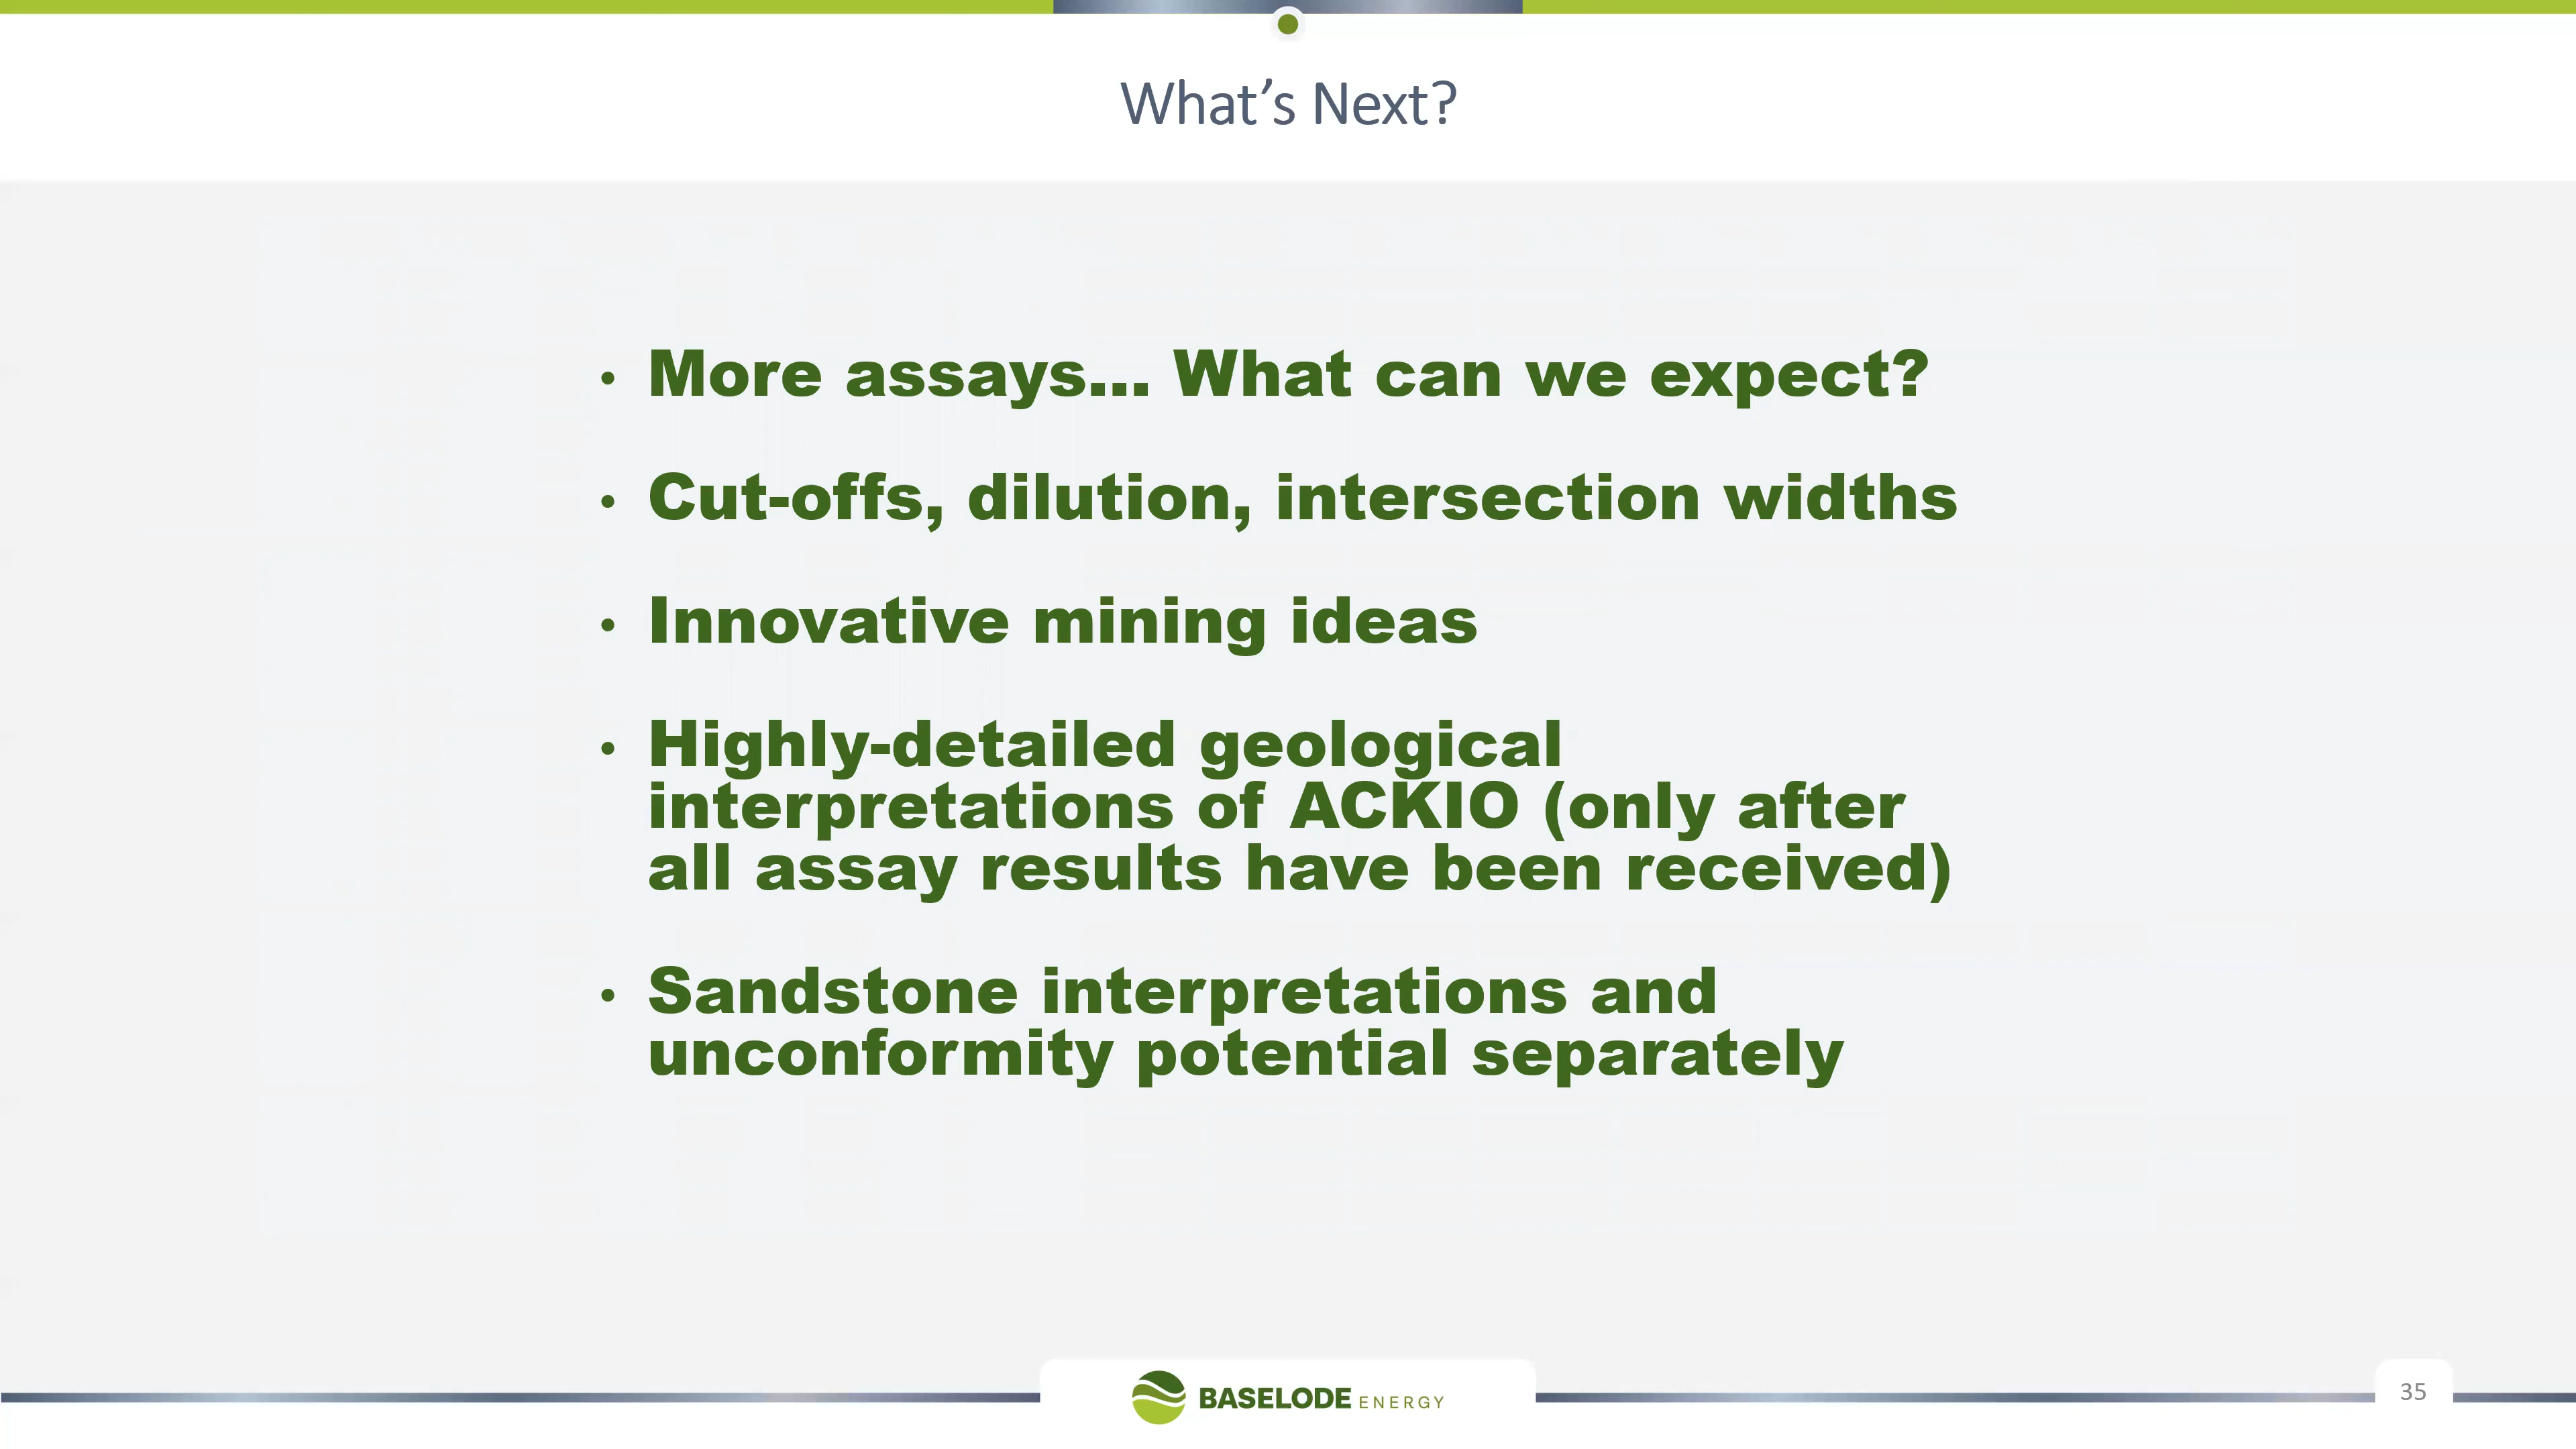 What’s Next?
• More assays... What can we expect?
• Cut-offs, dilution, intersection widths
• Innovative mining ideas
• Highly-detailed geological
interpretations of ACKIO (only after
all assay results have been received)
• Sandstone interpretations and
unconformity potential separately
BASELODE ENERGY
35